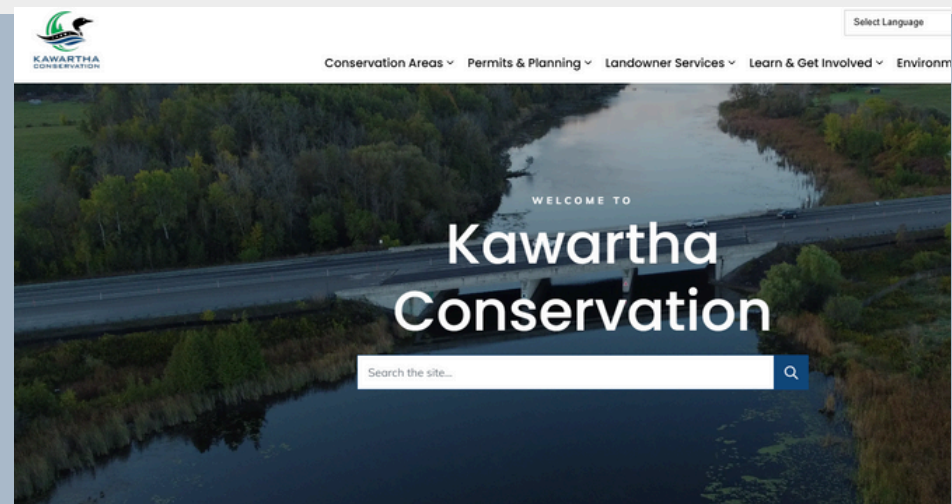 Select Language
KAWARTHA
CONSERVATION
Conservation Areas Permits & Planning Landowner Services Learn & Get Involved Environm
WELCOME TO
Kawartha
Conservation
Search the site...